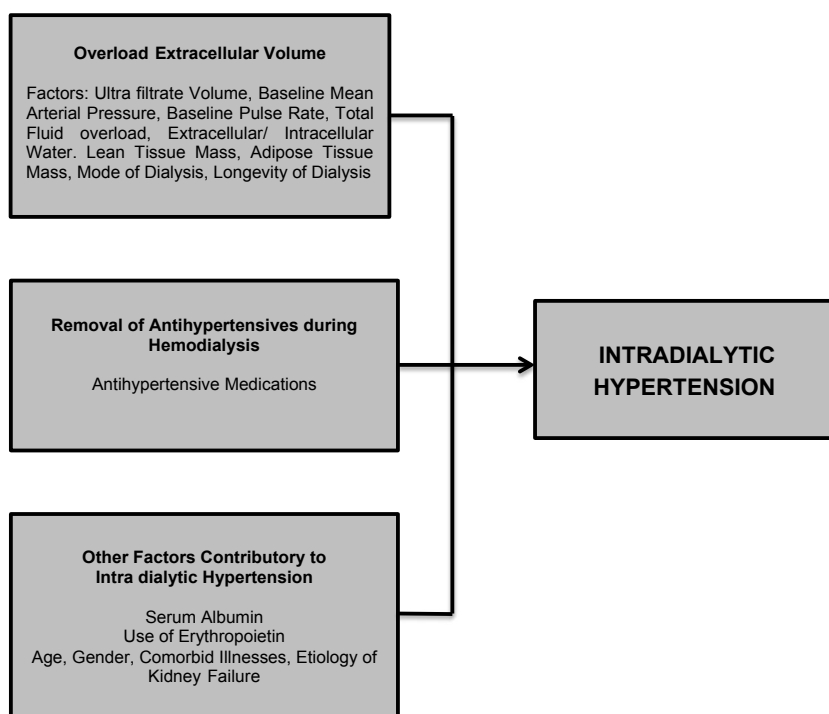 Overload Extracellular Volume
Factors: Ultra filtrate Volume, Baseline Mean
Arterial Pressure, Baseline Pulse Rate, Total
Fluid overload, Extracellular/ Intracellular
Water. Lean Tissue Mass, Adipose Tissue
Mass, Mode of Dialysis, Longevity of Dialysis
Removal of Antihypertensives during
Hemodialysis
Antihypertensive Medications
Other Factors Contributory to
Intra dialytic Hypertension
Serum Albumin
Use of Erythropoietin
Age, Gender, Comorbid Illnesses, Etiology of
Kidney Failure
INTRADIALYTIC
HYPERTENSION